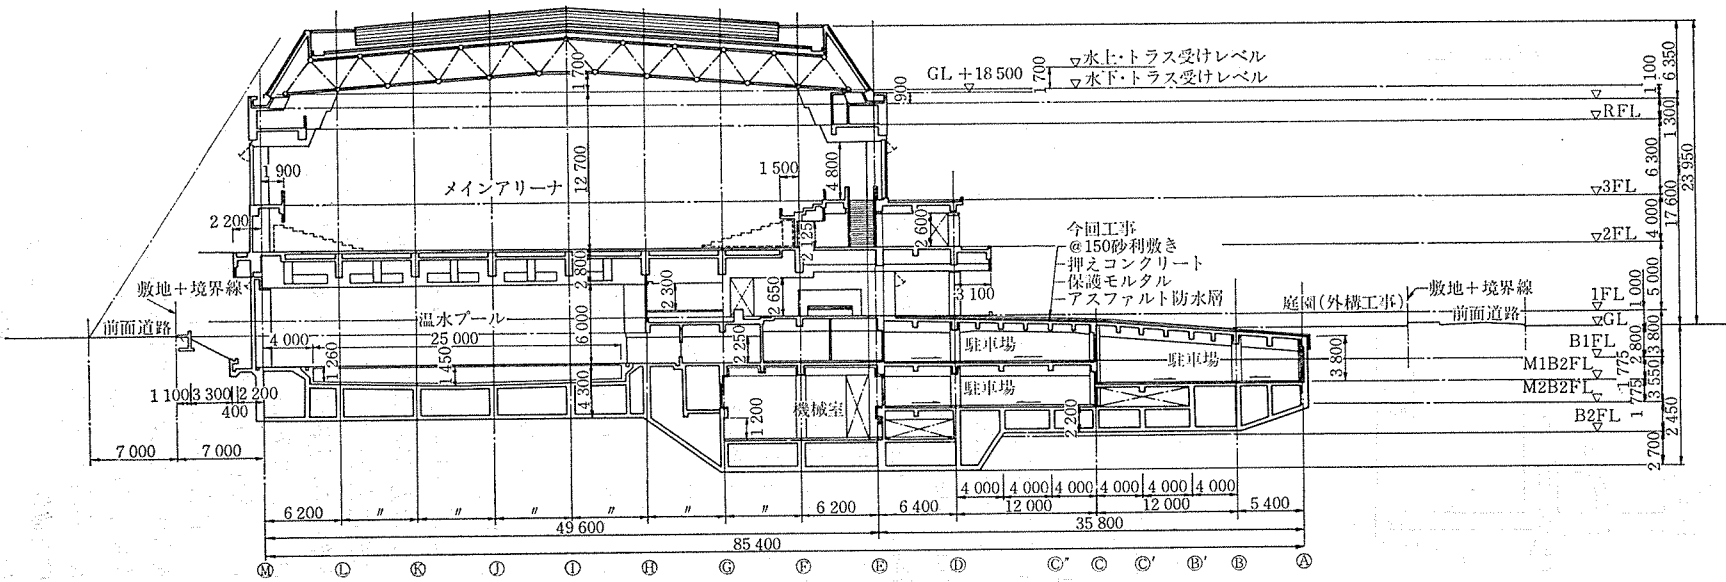 1 700
GL +18 500
1 700
▽水上・トラス受けレベル
▽水下・トラス受けレベル
900
1 100
6 350
▽RFL
1 300
1 900
メインアリーナ
12 700
1 500
4 800
6 300
23 950
▽3FL
17 600
2 200
2 125
2 600
4 000
▽2FL
今回工事
@150砂利敷き
押えコンクリート
保護モルタル
アスファルト防水層
2 800
2 300
2 650
3 100
5 000
1 000
敷地+境界線
前面道路
温水プール
6 000
庭園(外構工事)
敷地+境界線
前面道路
1FL
GL
4 000
25 000
1 260
1 450
2 250
駐車場
駐車場
3 800
B1FL
2 800
3 800
M1B2FL
1 775
3 550
M2B2FL
1 775
2 450
B2FL
2 700
1 100
3 300
2 200
400
4 300
機械室
1 200
駐車場
2 200
7 000
7 000
4 000
4 000
4 000
4 000
4 000
4 000
6 200
〃
〃
〃
〃
〃
〃
6 200
6 400
12 000
12 000
5 400
49 600
35 800
85 400
Ⓜ
Ⓛ
Ⓚ
Ⓙ
Ⓘ
Ⓗ
Ⓖ
Ⓕ
Ⓔ
Ⓓ
C″
Ⓒ
C′
B′
Ⓑ
Ⓐ